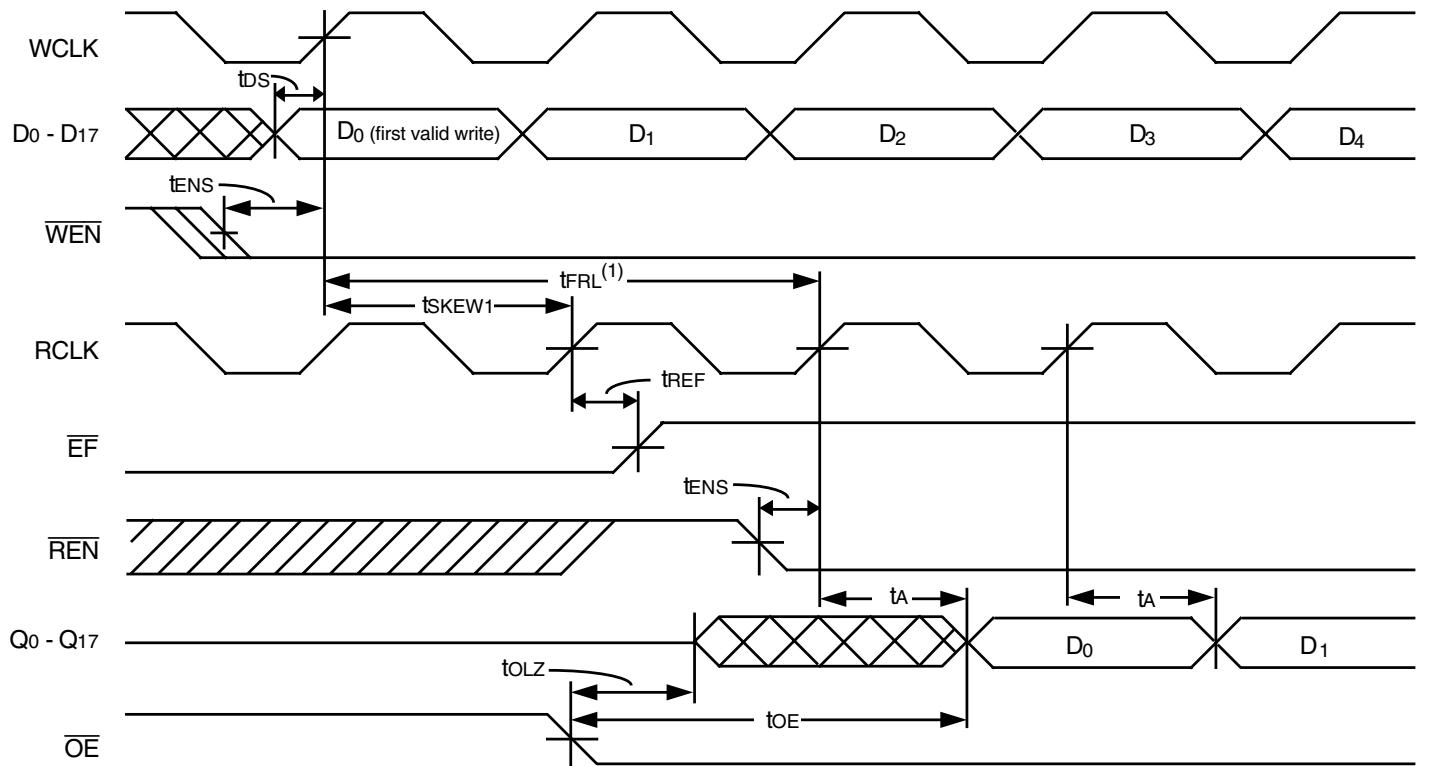 WCLK
tDS
D0 - D17
D0 (first valid write)
D1
D2
D3
D4
tENS
WEN
tFRL(1)
tSKEW1
RCLK
tREF
EF
tENS
REN
tA
tA
Q0 - Q17
D0
D1
tOLZ
tOE
OE